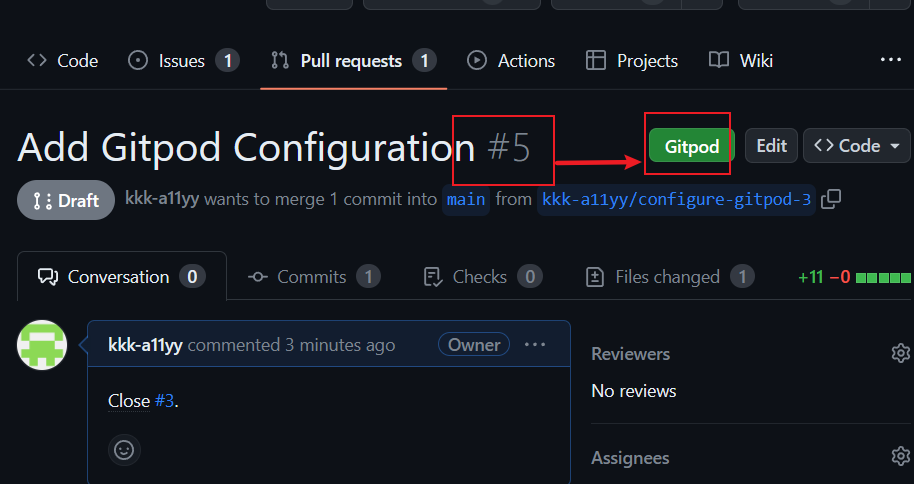 Code Issues 1 Pull requests 1 Actions Projects Wiki ...
Add Gitpod Configuration #5 Gitpod Edit <> Code
Draft kkk-a11yy wants to merge 1 commit into main from kkk-a11yy/configure-gitpod-3
Conversation 0 Commits 1 Checks 0 Files changed 1 +11 −0
kkk-a11yy commented 3 minutes ago Owner ...
Reviewers
No reviews
Close #3.
Assignees